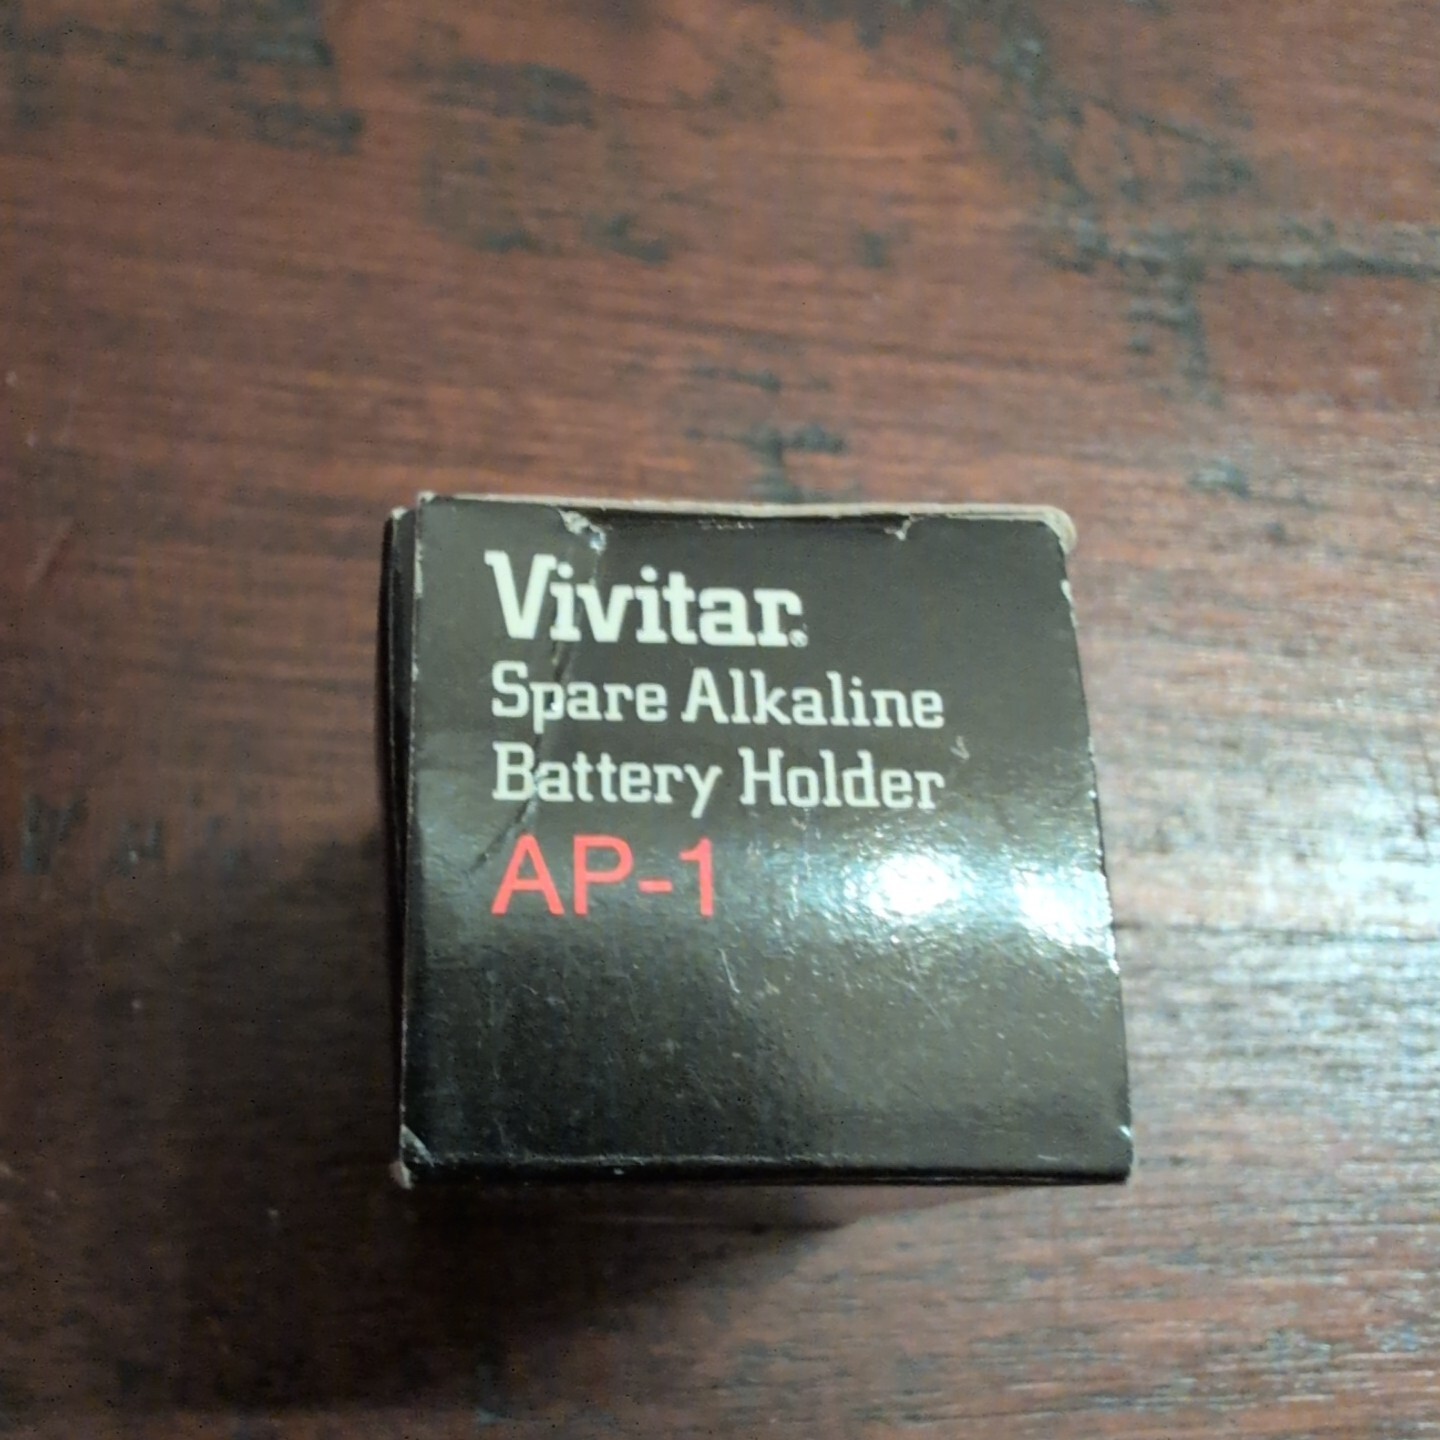 Vivitar®
Spare Alkaline
Battery Holder
AP-1